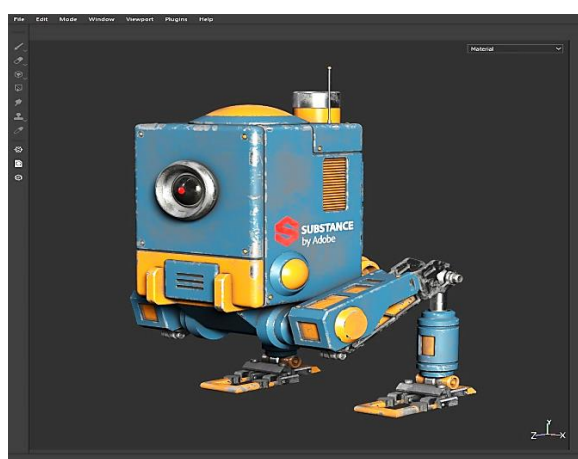 File Edit Mode Window Viewport Plugins Help
Material
SUBSTANCE
by Adobe
Y
Z X